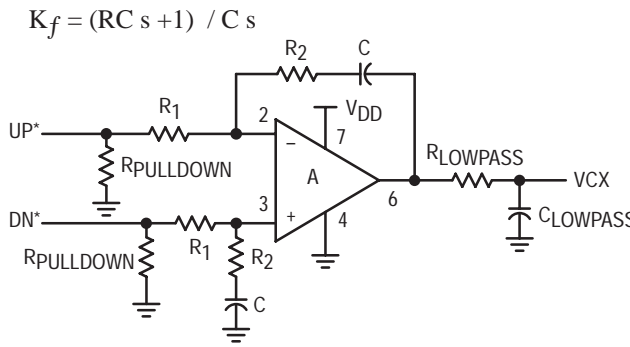 Kf = (RC s +1) / C s
R2
C
R1
2
VDD
UP*
7
RPULLDOWN
−
A
RLOWPASS
VCX
6
3
+
4
DN*
CLOWPASS
R1
R2
RPULLDOWN
C